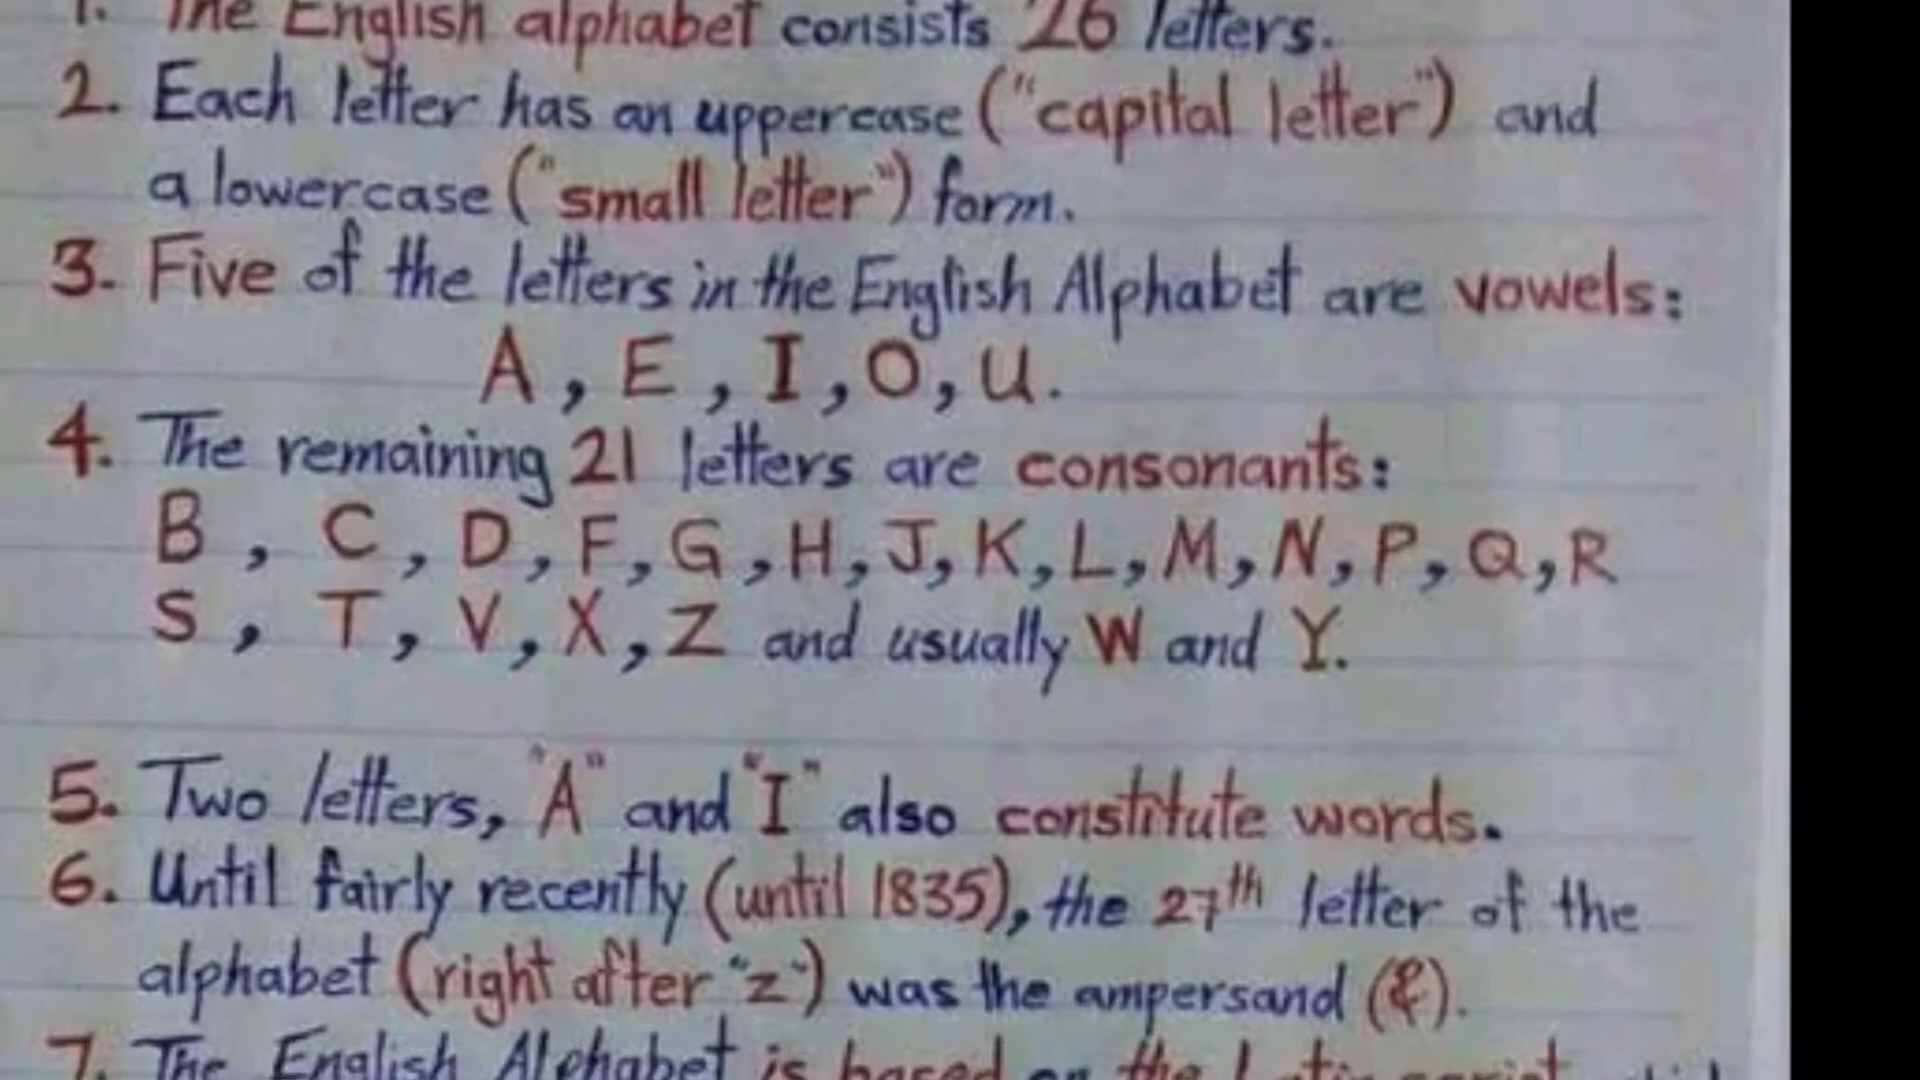 1. The English alphabet consists 26 letters.
2. Each letter has an uppercase ("capital letter") and
a lowercase ("small letter") form.
3. Five of the letters in the English Alphabet are vowels:
A, E, I, O, U.
4. The remaining 21 letters are consonants:
B, C, D, F, G, H, J, K, L, M, N, P, Q, R
S, T, V, X, Z and usually W and Y.
5. Two letters, "A" and "I" also constitute words.
6. Until fairly recently (until 1835), the 27th letter of the
alphabet (right after "z") was the ampersand (&).
7. The English Alphabet is based on the Latin script